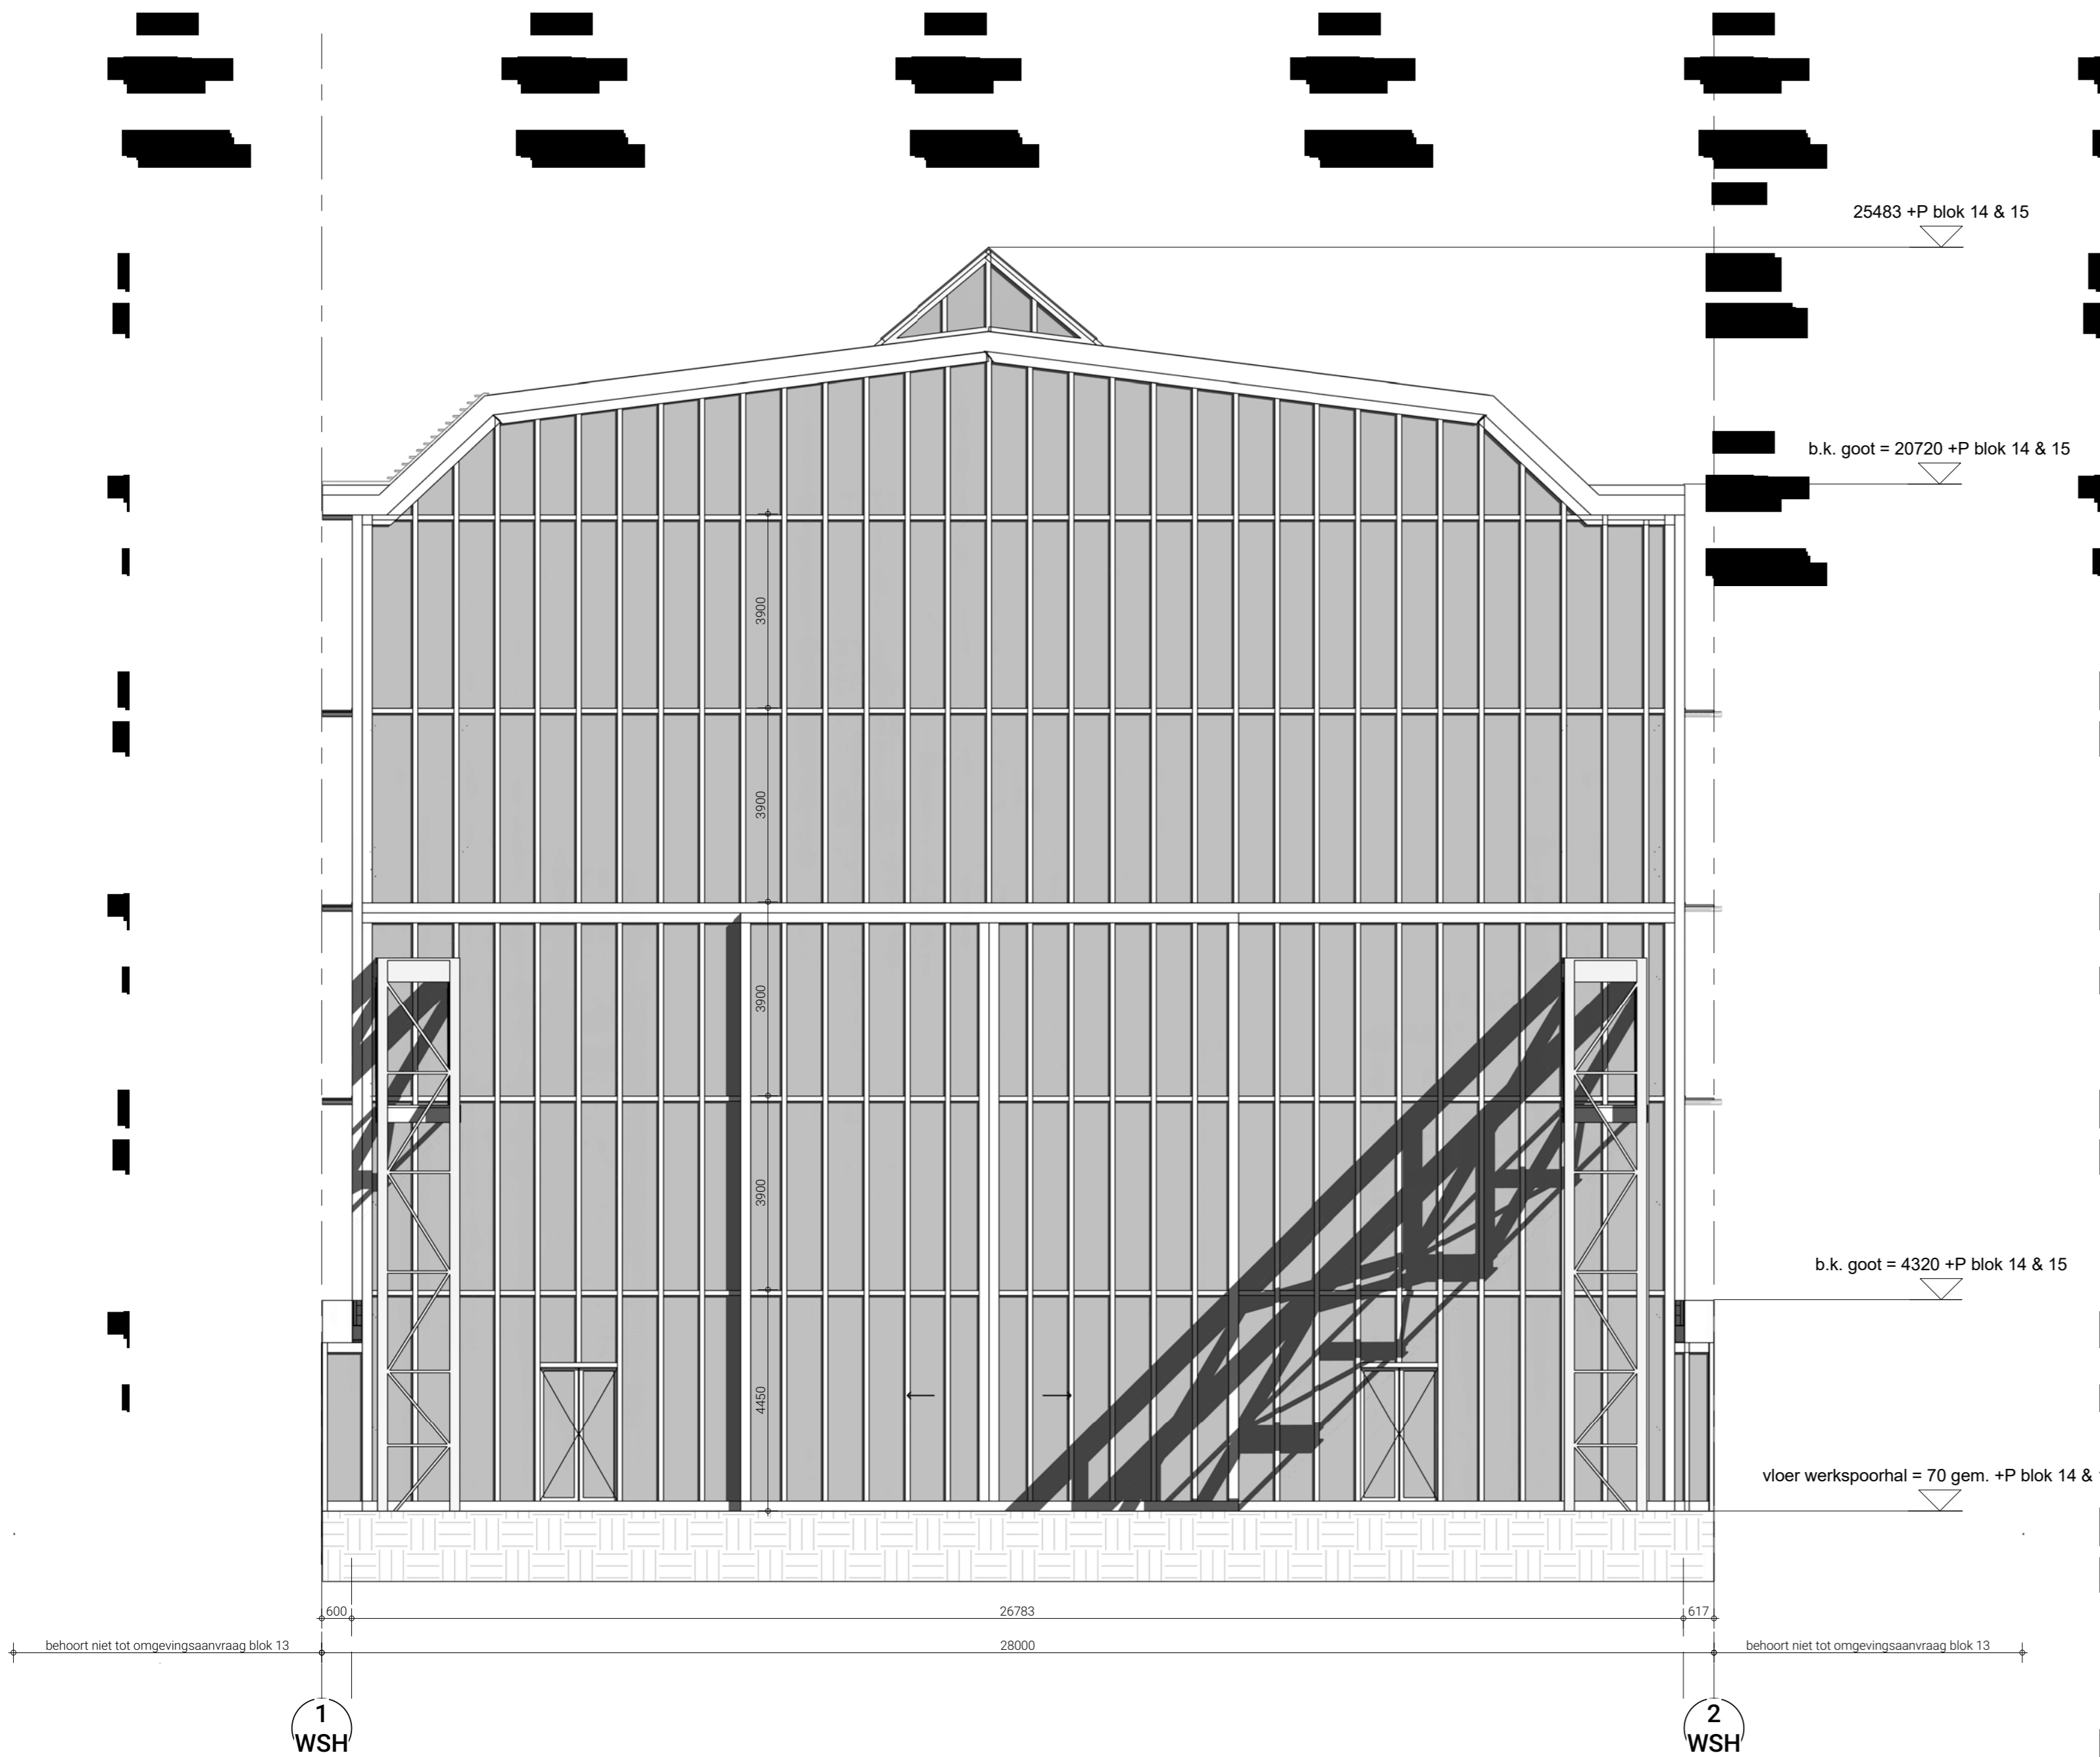 25483 +P blok 14 & 15
b.k. goot = 20720 +P blok 14 & 15
3900
3900
3900
3900
b.k. goot = 4320 +P blok 14 & 15
4450
vloer werkspoorhal = 70 gem. +P blok 14 &
600
26783
617
behoort niet tot omgevingsaanvraag blok 13
28000
behoort niet tot omgevingsaanvraag blok 13
1
WSH
2
WSH